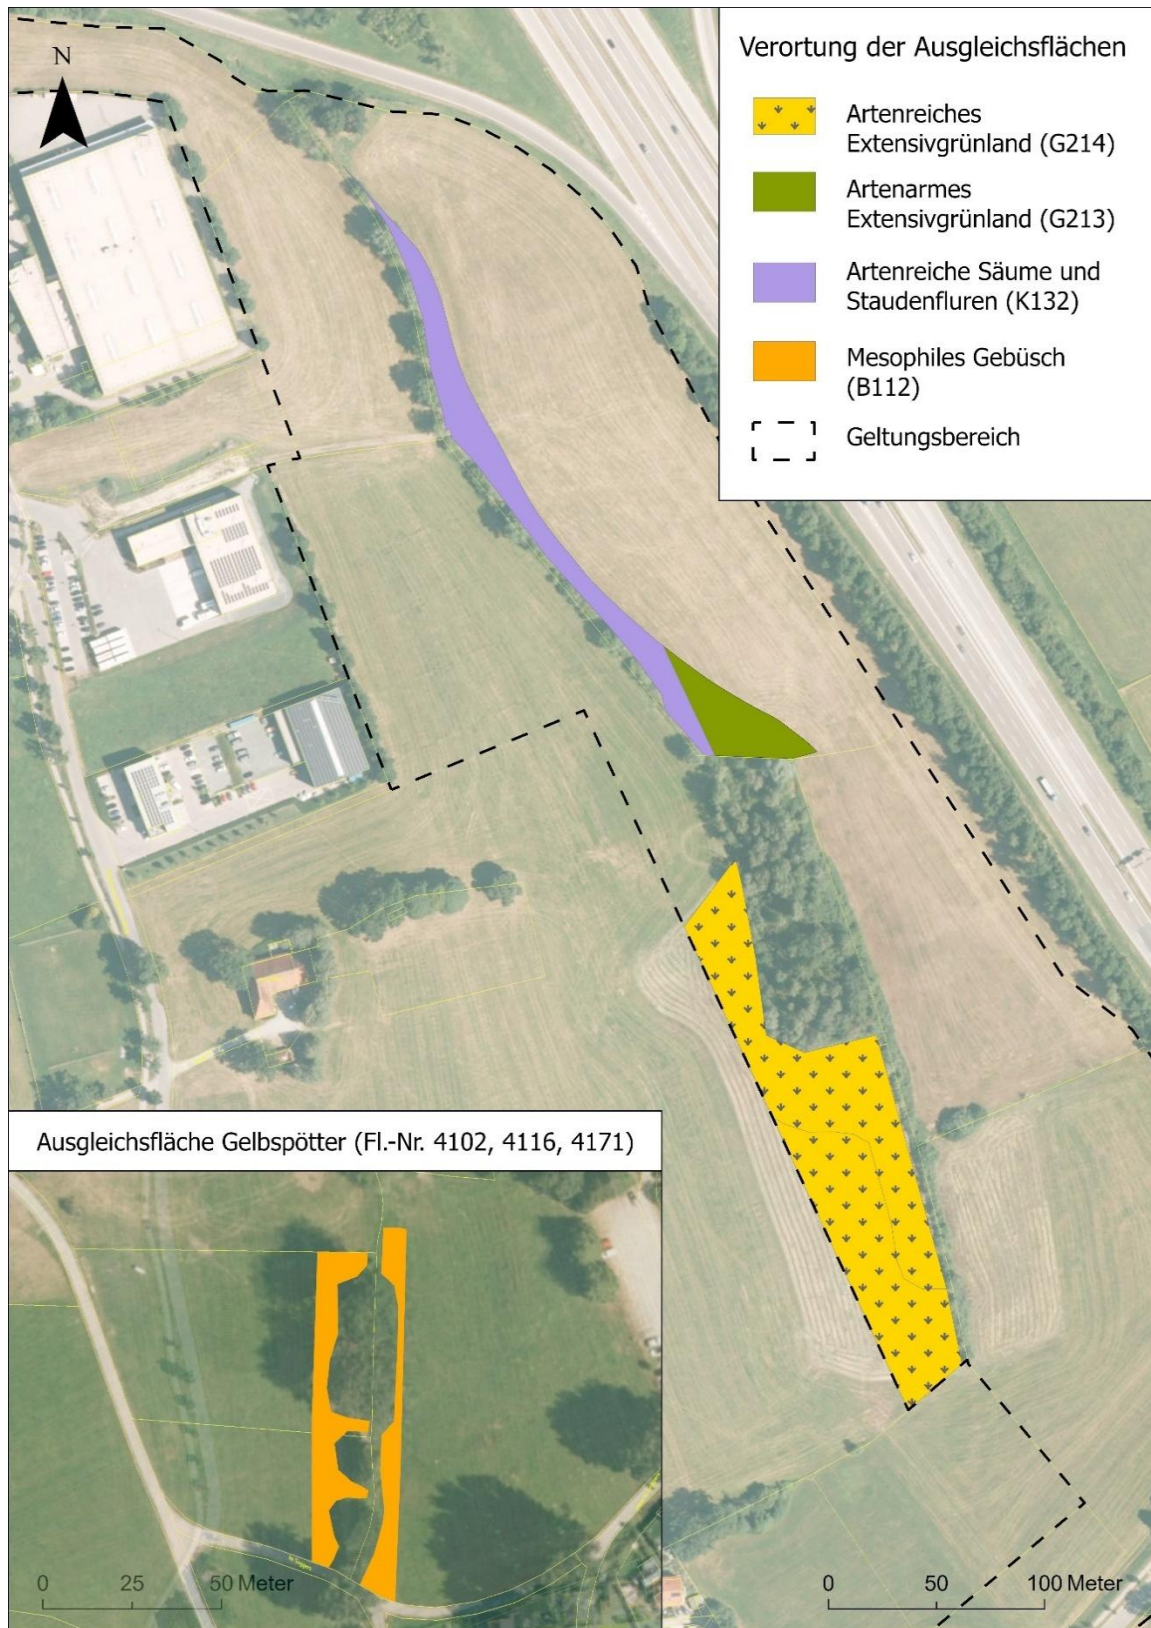 N
Verortung der Ausgleichsflächen
Artenreiches
Extensivgrünland (G214)
Artenarmes
Extensivgrünland (G213)
Artenreiche Säume und
Staudenfluren (K132)
Mesophiles Gebüsch
(B112)
Geltungsbereich
Ausgleichsfläche Gelbspötter (Fl.-Nr. 4102, 4116, 4171)
0 25 50 Meter
0 50 100 Meter